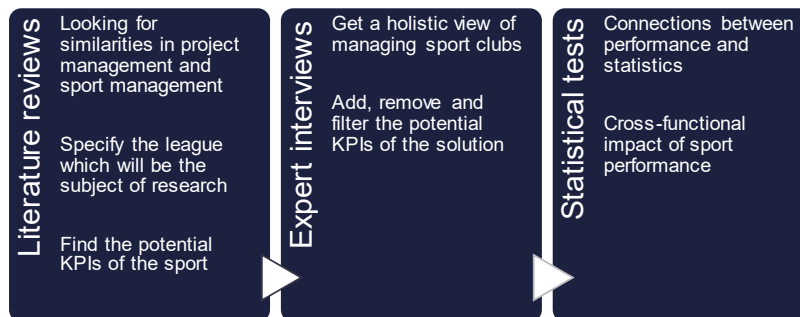 Literature reviews
Looking for
similarities in project
management and
sport management
Specify the league
which will be the
subject of research
Find the potential
KPIs of the sport
Expert interviews
Get a holistic view of
managing sport clubs
Add, remove and
filter the potential
KPIs of the solution
Statistical tests
Connections between
performance and
statistics
Cross-functional
impact of sport
performance